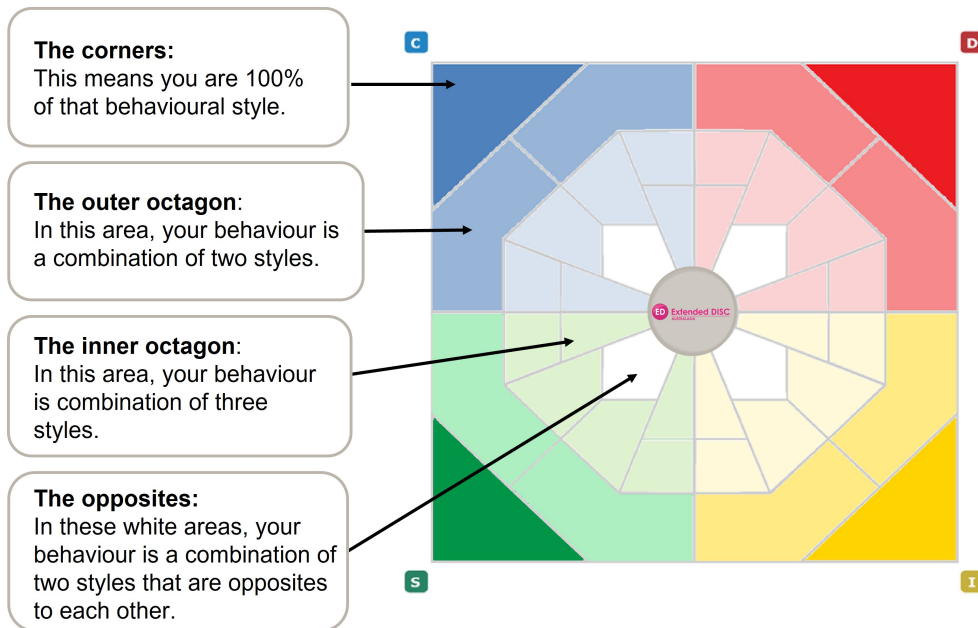 The corners:
This means you are 100%
of that behavioural style.
The outer octagon:
In this area, your behaviour is
a combination of two styles.
The inner octagon:
In this area, your behaviour
is combination of three
styles.
The opposites:
In these white areas, your
behaviour is a combination of
two styles that are opposites
to each other.
C
D
ED Extended DISC
AUSTRALASIA
S
I